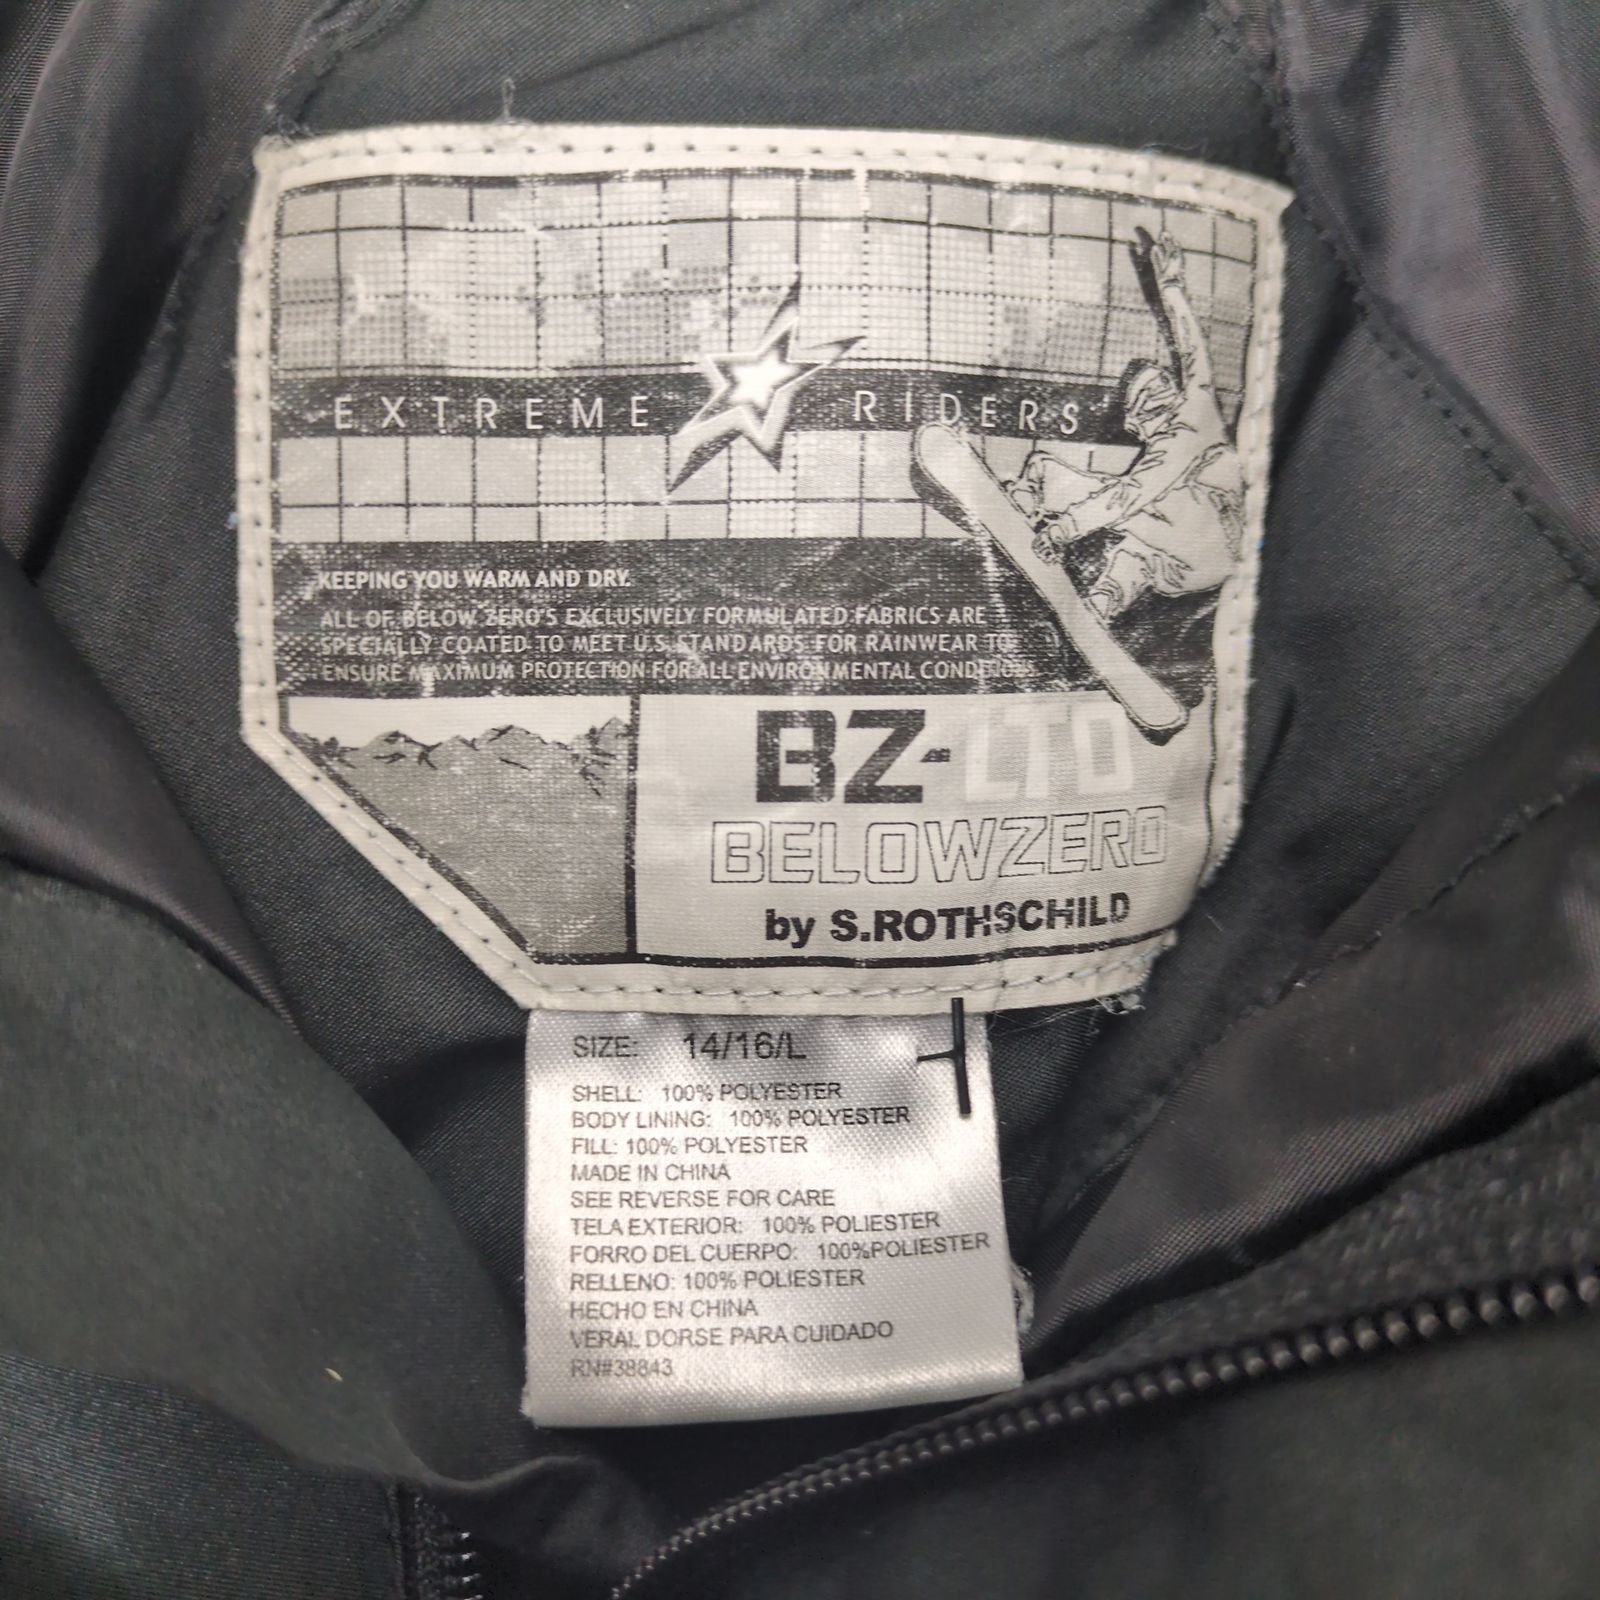 EXTREME RIDERS
KEEPING YOU WARM AND DRY.
ALL OF BELOW ZERO'S EXCLUSIVELY FORMULATED FABRICS ARE
SPECIALLY COATED TO MEET U.S. STANDARDS FOR RAINWEAR TO
ENSURE MAXIMUM PROTECTION FOR ALL ENVIRONMENTAL CONDITIONS.
BZ-LTD
BELOWZERO
by S.ROTHSCHILD
SIZE: 14/16/L
SHELL: 100% POLYESTER
BODY LINING: 100% POLYESTER
FILL: 100% POLYESTER
MADE IN CHINA
SEE REVERSE FOR CARE
TELA EXTERIOR: 100% POLIESTER
FORRO DEL CUERPO: 100%POLIESTER
RELLENO: 100% POLIESTER
HECHO EN CHINA
VERAL DORSE PARA CUIDADO
RN#38843